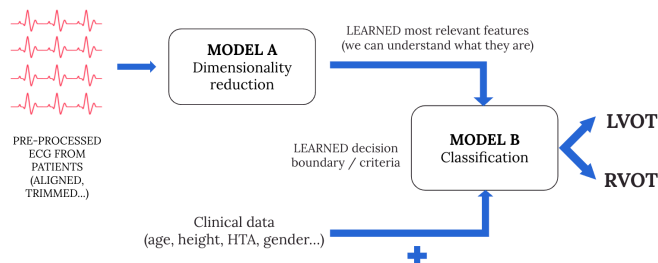 MODEL A
Dimensionality
reduction
LEARNED most relevant features
(we can understand what they are)
PRE-PROCESSED
ECG FROM
PATIENTS
(ALIGNED,
TRIMMED...)
LEARNED decision
boundary / criteria
MODEL B
Classification
LVOT
RVOT
Clinical data
(age, height, HTA, gender...)